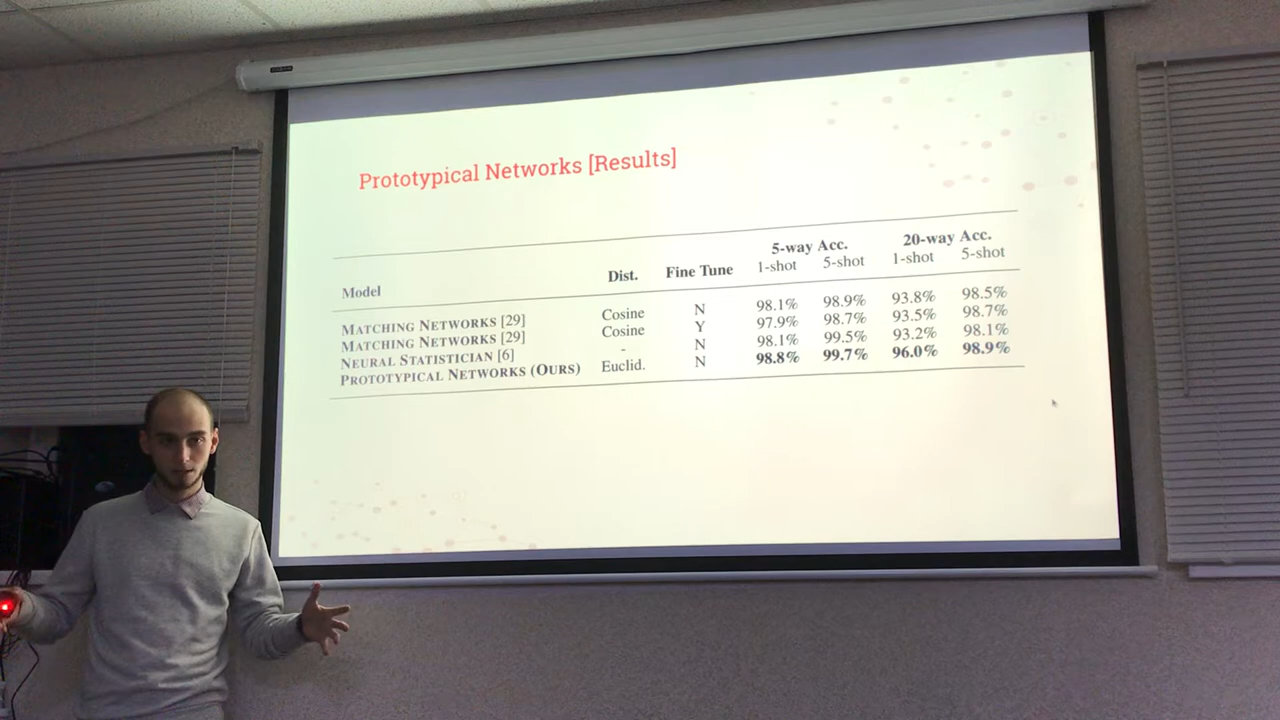 Prototypical Networks [Results]
5-way Acc. 20-way Acc.
Model Dist. Fine Tune 1-shot 5-shot 1-shot 5-shot
MATCHING NETWORKS [29] Cosine N 98.1% 98.9% 93.8% 98.5%
MATCHING NETWORKS [29] Cosine Y 97.9% 98.7% 93.5% 98.7%
NEURAL STATISTICIAN [6] - N 98.1% 99.5% 93.2% 98.1%
PROTOTYPICAL NETWORKS (OURS) Euclid. N 98.8% 99.7% 96.0% 98.9%